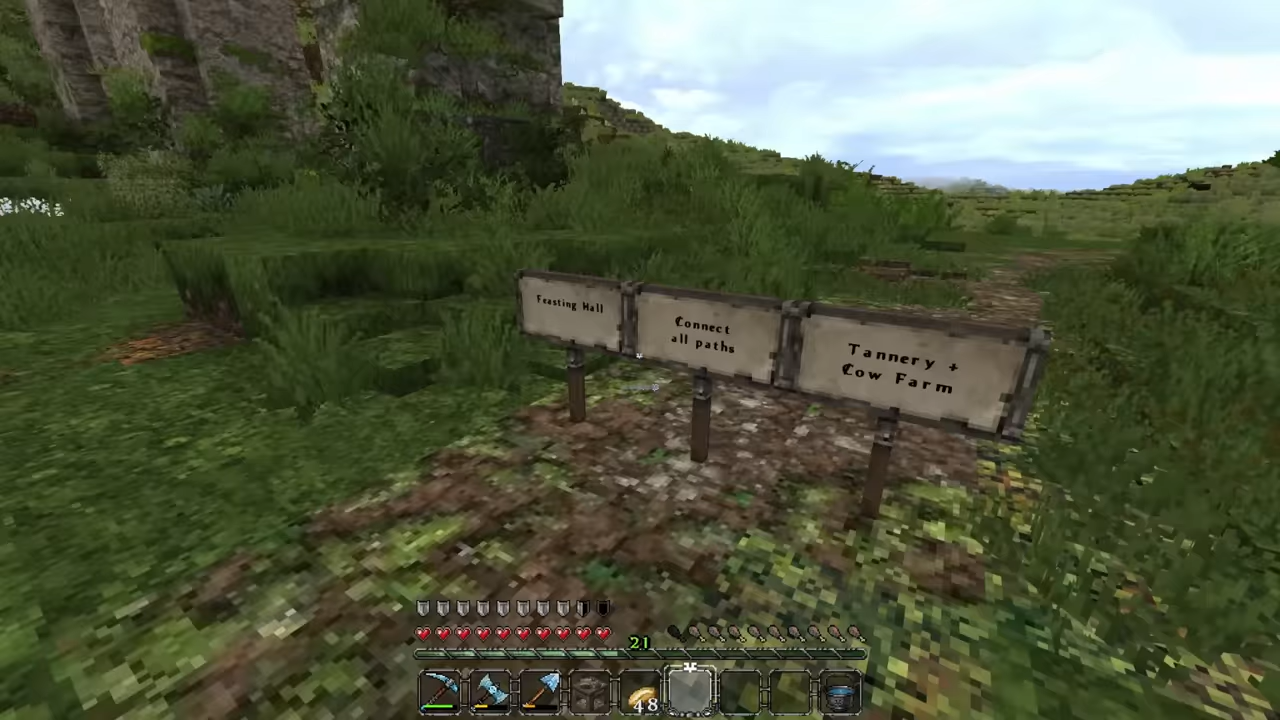 Feasting Hall
Connect
all paths
Tannery +
Cow Farm
21
48